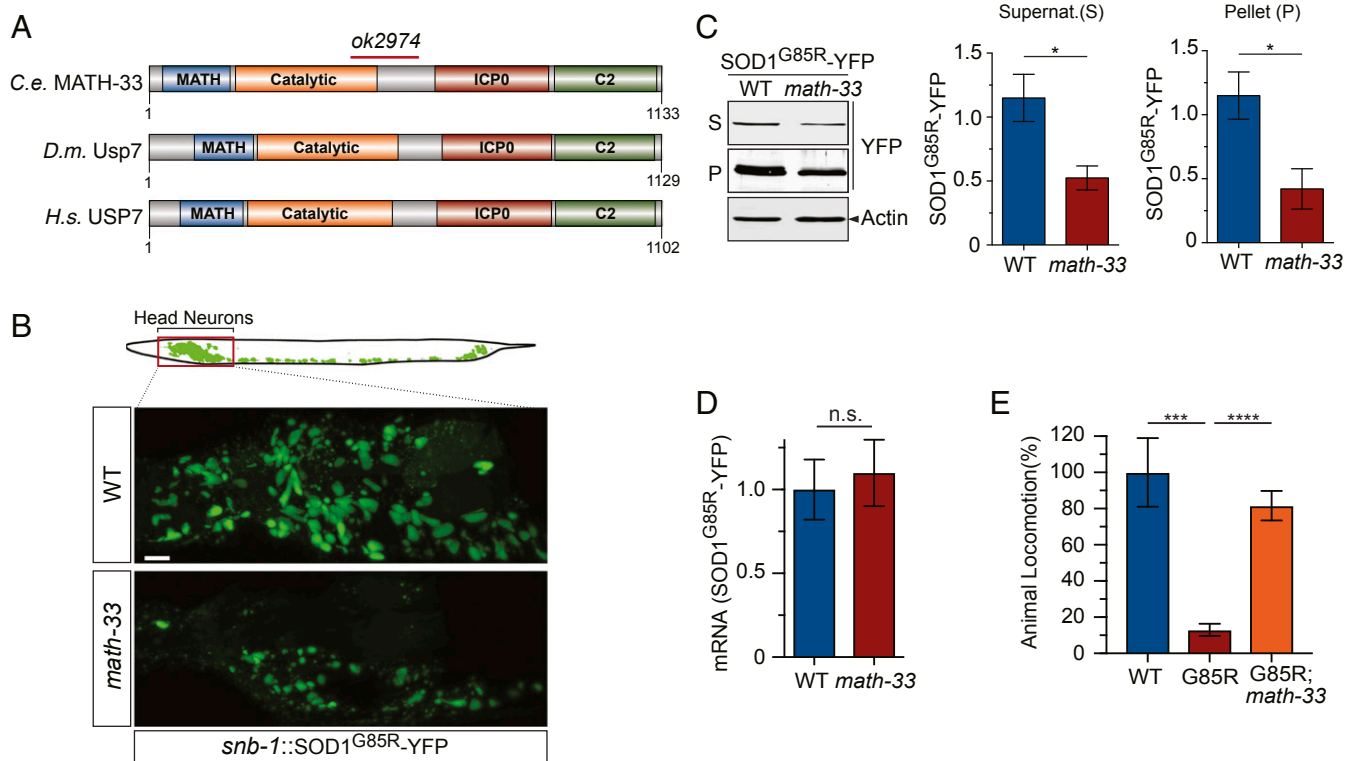 A
ok2974
C.e. MATH-33
MATH
Catalytic
ICP0
C2
1
1133
D.m. Usp7
MATH
Catalytic
ICP0
C2
1
1129
H.s. USP7
MATH
Catalytic
ICP0
C2
1
1102
B
Head Neurons
WT
math-33
snb-1::SOD1G85R-YFP
C
SOD1G85R-YFP
WT math-33
S
P
YFP
Actin
Supernat.(S)
SOD1G85R-YFP
1.5
1.0
0.5
0
*
WT math-33
Pellet (P)
SOD1G85R-YFP
1.5
1.0
0.5
0
*
WT math-33
D
n.s.
mRNA (SOD1G85R-YFP)
1.0
1.0
WT math-33
E
Animal Locomotion(%)
120
100
80
60
40
20
0
***
****
WT
G85R
G85R;
math-33